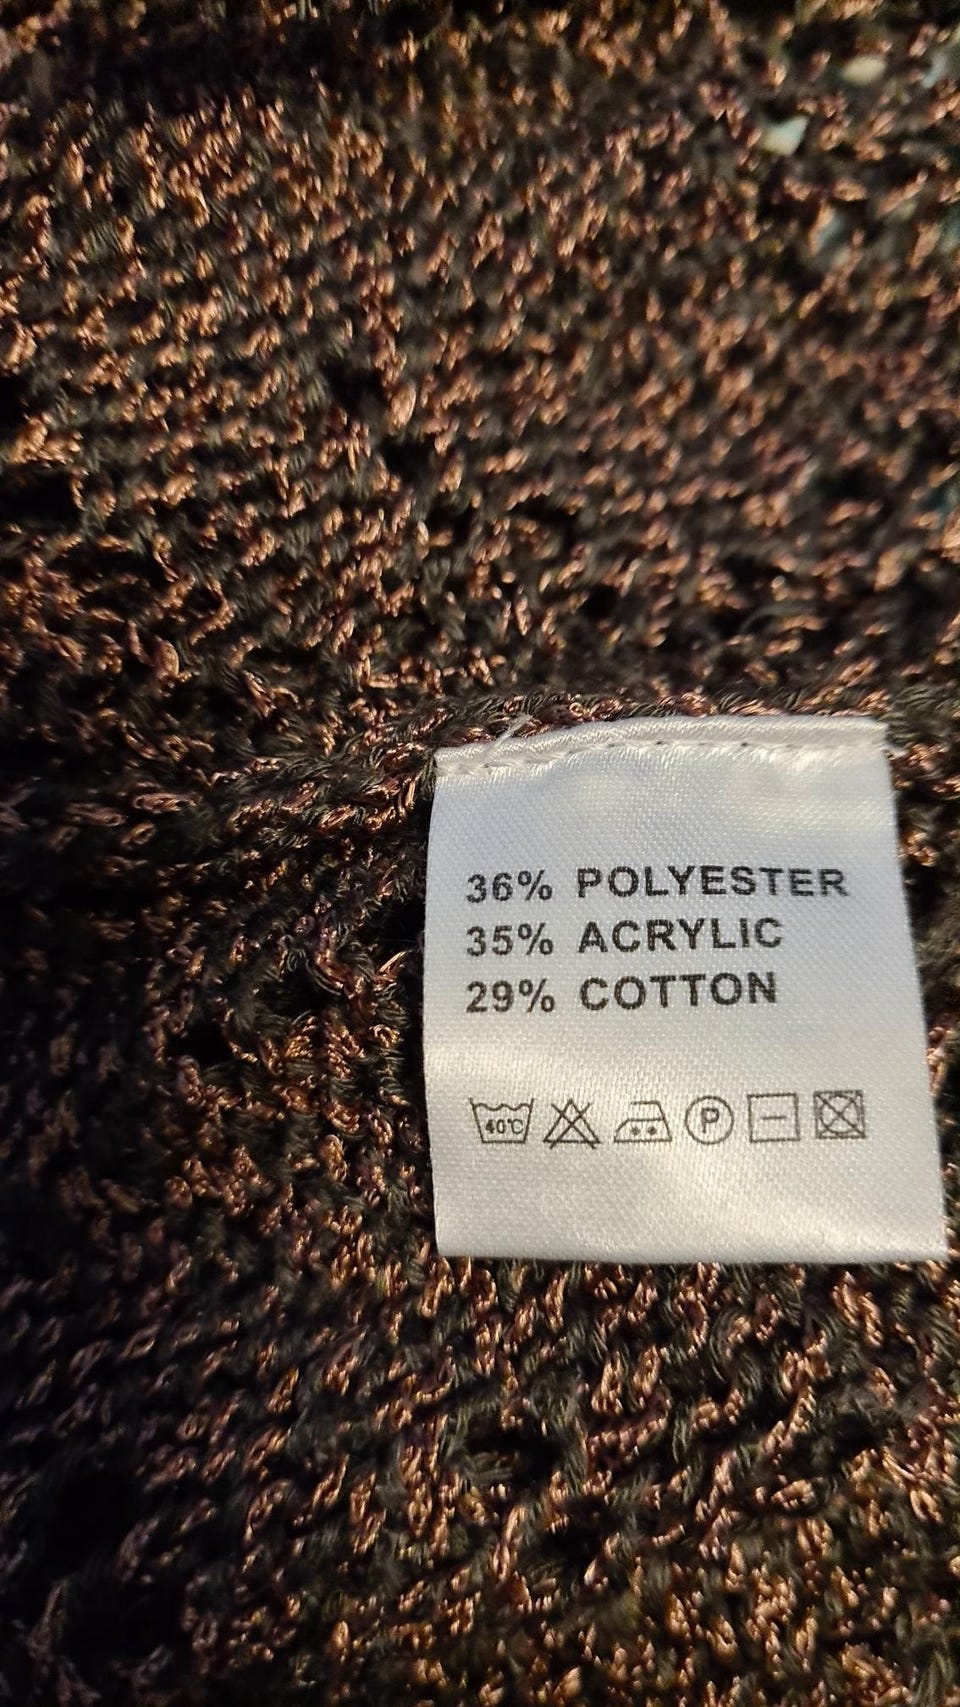 36% POLYESTER
35% ACRYLIC
29% COTTON
40℃ P